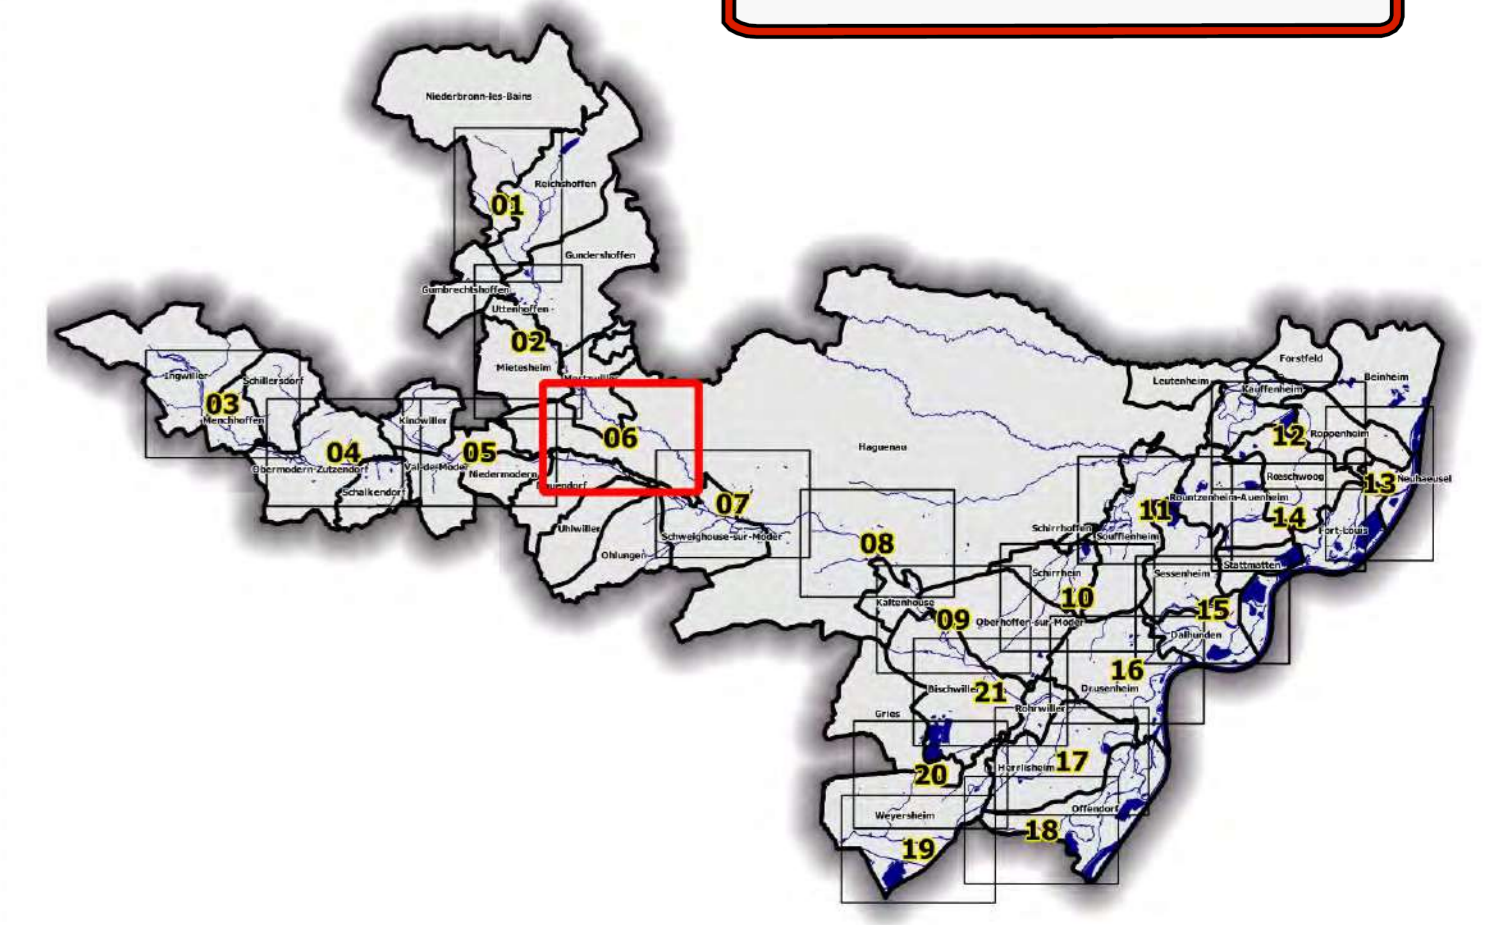 Niederbronn-les-Bains
Reichshoffen
01
Gundershoffen
Gumbrechtshoffen
Uttenhoffen
02
Mietesheim
Forstfeld
Ingwiller
Schillersdorf
Leutenheim
Kauffenheim
Beinheim
03
Menchhoffen
Kindwiller
06
12
Roppenheim
04
05
Haguenau
Obermodern-Zutzendorf
Val-de-Moder
Niedermodern
Rœschwoog
13
Neuhaeusel
Schalkendorf
07
Rountzenheim-Auenheim
11
14
Uhlwiller
Schweighouse-sur-Moder
Schirrhoffen
Soufflenheim
Fort-Louis
Ohlungen
08
Stattmatten
Schirrhein
Sessenheim
Kaltenhouse
10
15
09
Oberhoffen-sur-Moder
Dalhunden
16
Bischwiller
21
Drusenheim
Gries
Rohrwiller
20
Herrlisheim
17
Weyersheim
Offendorf
18
19